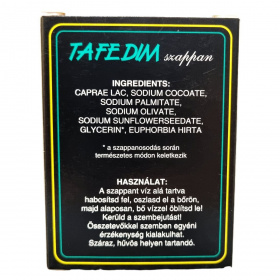 TAFEDIM szappan
INGREDIENTS:
CAPRAE LAC, SODIUM COCOATE,
SODIUM PALMITATE,
SODIUM OLIVATE,
SODIUM SUNFLOWERSEEDATE,
GLYCERIN*, EUPHORBIA HIRTA
* a szappanosodás során
természetes módon keletkezik
HASZNÁLAT:
A szappant víz alá tartva
habosítsd fel, oszlasd el a bőrön,
majd alaposan, bő vízzel öblítsd le!
Kerüld a szembejutást!
Összetevőkkel szemben egyéni
érzékenység kialakulhat.
Száraz, hűvös helyen tartandó.